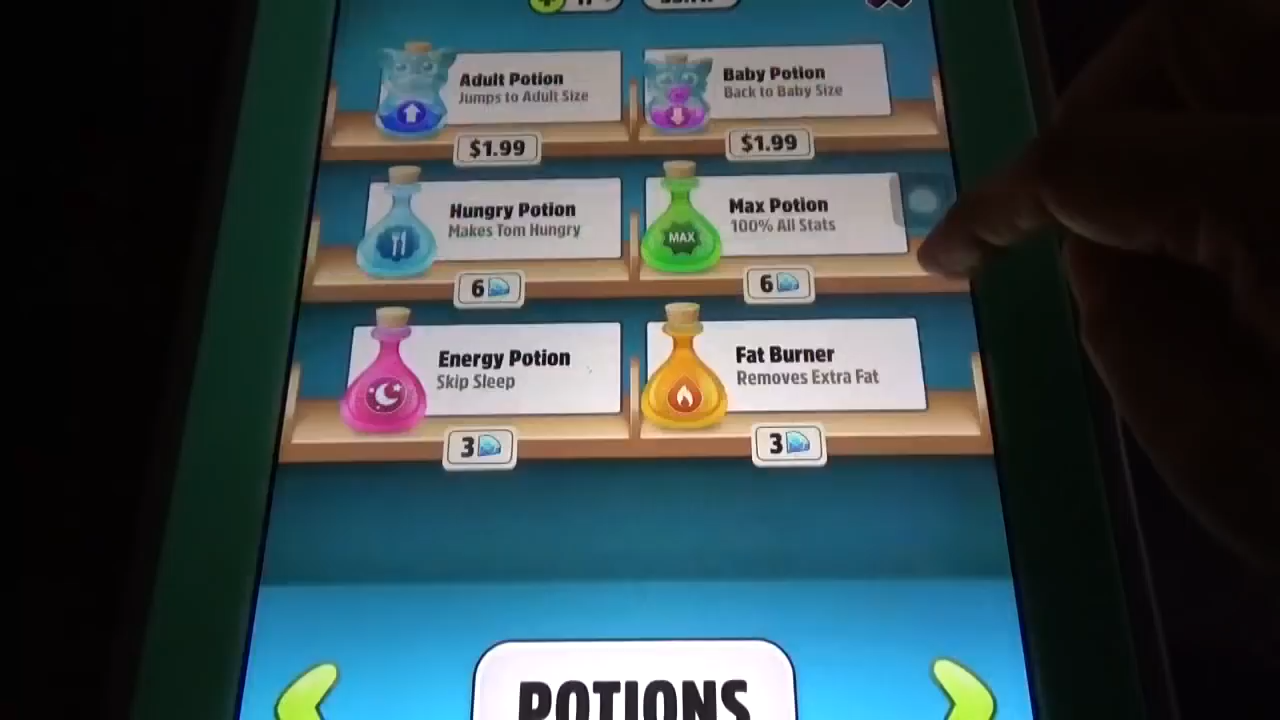 Adult Potion
Jumps to Adult Size
$1.99
Baby Potion
Back to Baby Size
$1.99
Hungry Potion
Makes Tom Hungry
6
MAX
Max Potion
100% All Stats
6
Energy Potion
Skip Sleep
3
Fat Burner
Removes Extra Fat
3
POTIONS